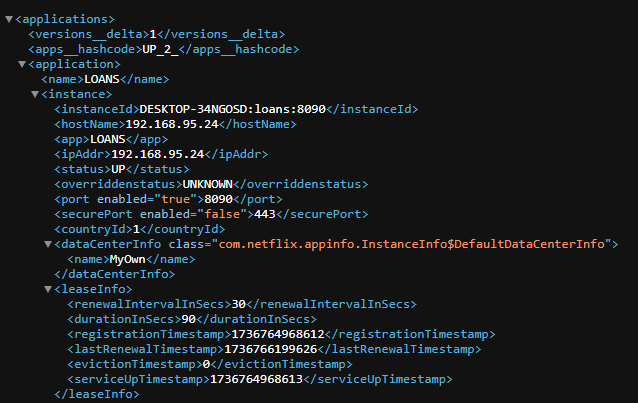 ▼<applications>
<versions__delta>1</versions__delta>
<apps__hashcode>UP_2_</apps__hashcode>
▼<application>
<name>LOANS</name>
▼<instance>
<instanceId>DESKTOP-34NGOSD:loans:8090</instanceId>
<hostName>192.168.95.24</hostName>
<app>LOANS</app>
<ipAddr>192.168.95.24</ipAddr>
<status>UP</status>
<overriddenstatus>UNKNOWN</overriddenstatus>
<port enabled="true">8090</port>
<securePort enabled="false">443</securePort>
<countryId>1</countryId>
▼<dataCenterInfo class="com.netflix.appinfo.InstanceInfo$DefaultDataCenterInfo">
<name>MyOwn</name>
</dataCenterInfo>
▼<leaseInfo>
<renewalIntervalInSecs>30</renewalIntervalInSecs>
<durationInSecs>90</durationInSecs>
<registrationTimestamp>1736764968612</registrationTimestamp>
<lastRenewalTimestamp>1736766199626</lastRenewalTimestamp>
<evictionTimestamp>0</evictionTimestamp>
<serviceUpTimestamp>1736764968613</serviceUpTimestamp>
</leaseInfo>